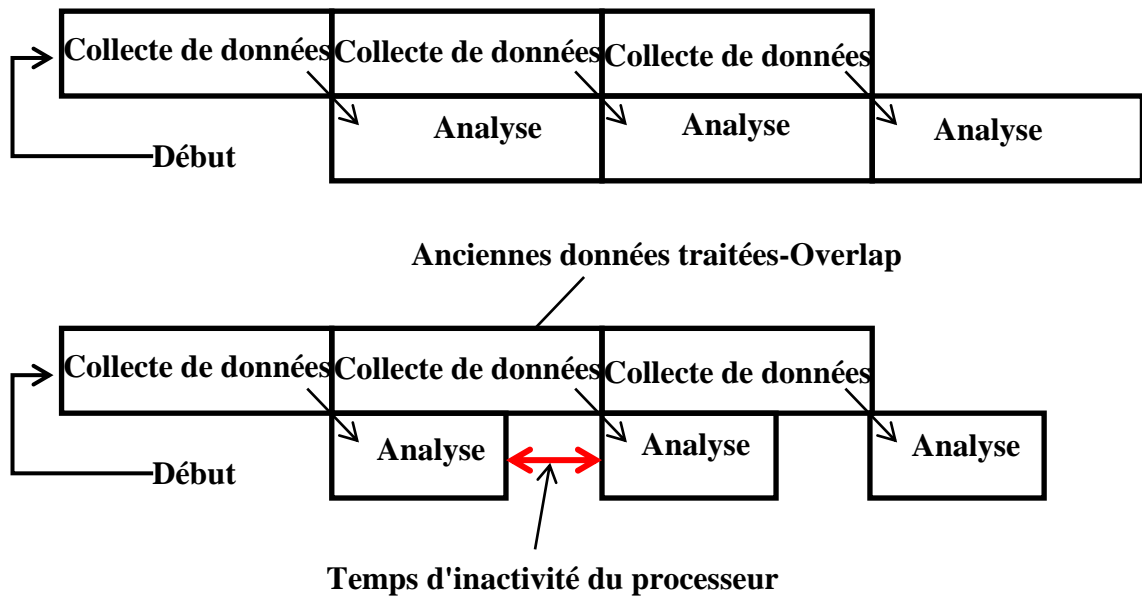 Collecte de données Collecte de données Collecte de données
Analyse Analyse Analyse
Début
Anciennes données traitées-Overlap
Collecte de données Collecte de données Collecte de données
Analyse Analyse Analyse
Début
Temps d'inactivité du processeur